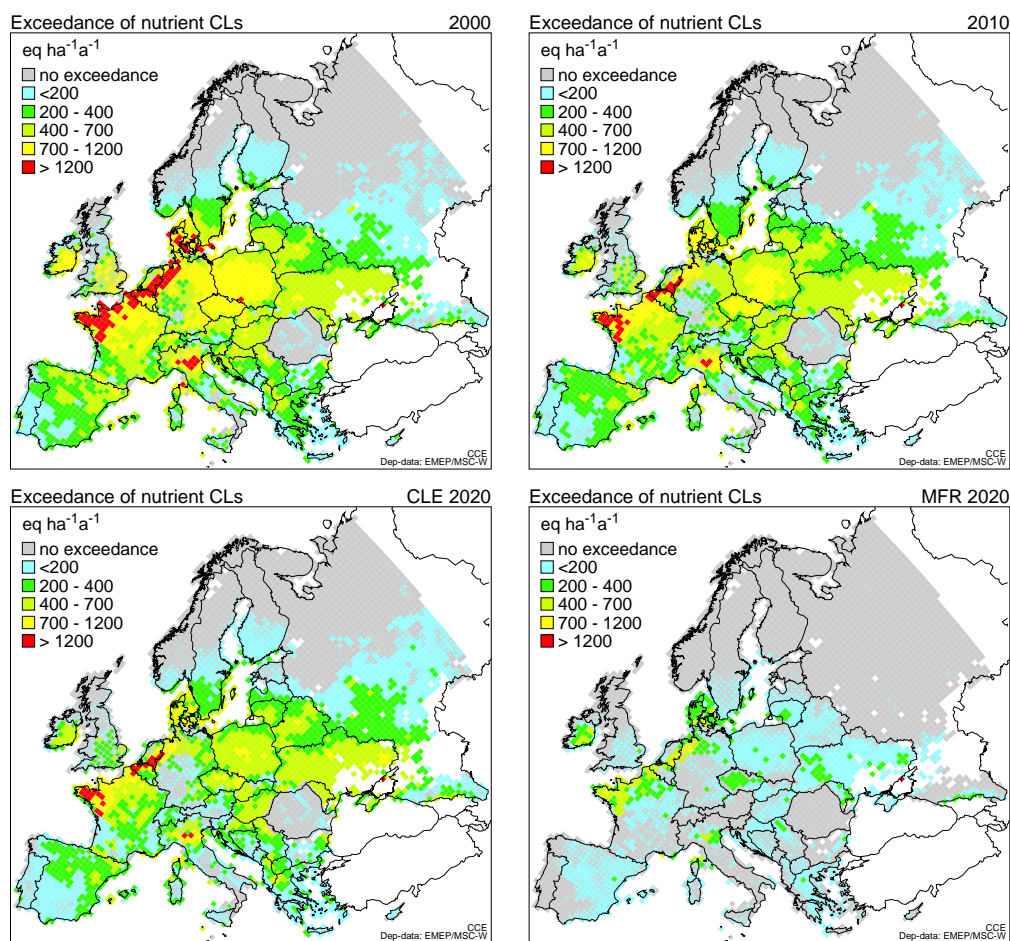 Exceedance of nutrient CLs 2000
eq ha⁻¹a⁻¹
no exceedance
<200
200 - 400
400 - 700
700 - 1200
> 1200
CCE
Dep-data: EMEP/MSC-W
Exceedance of nutrient CLs 2010
eq ha⁻¹a⁻¹
no exceedance
<200
200 - 400
400 - 700
700 - 1200
> 1200
CCE
Dep-data: EMEP/MSC-W
Exceedance of nutrient CLs CLE 2020
eq ha⁻¹a⁻¹
no exceedance
<200
200 - 400
400 - 700
700 - 1200
> 1200
CCE
Dep-data: EMEP/MSC-W
Exceedance of nutrient CLs MFR 2020
eq ha⁻¹a⁻¹
no exceedance
<200
200 - 400
400 - 700
700 - 1200
> 1200
CCE
Dep-data: EMEP/MSC-W